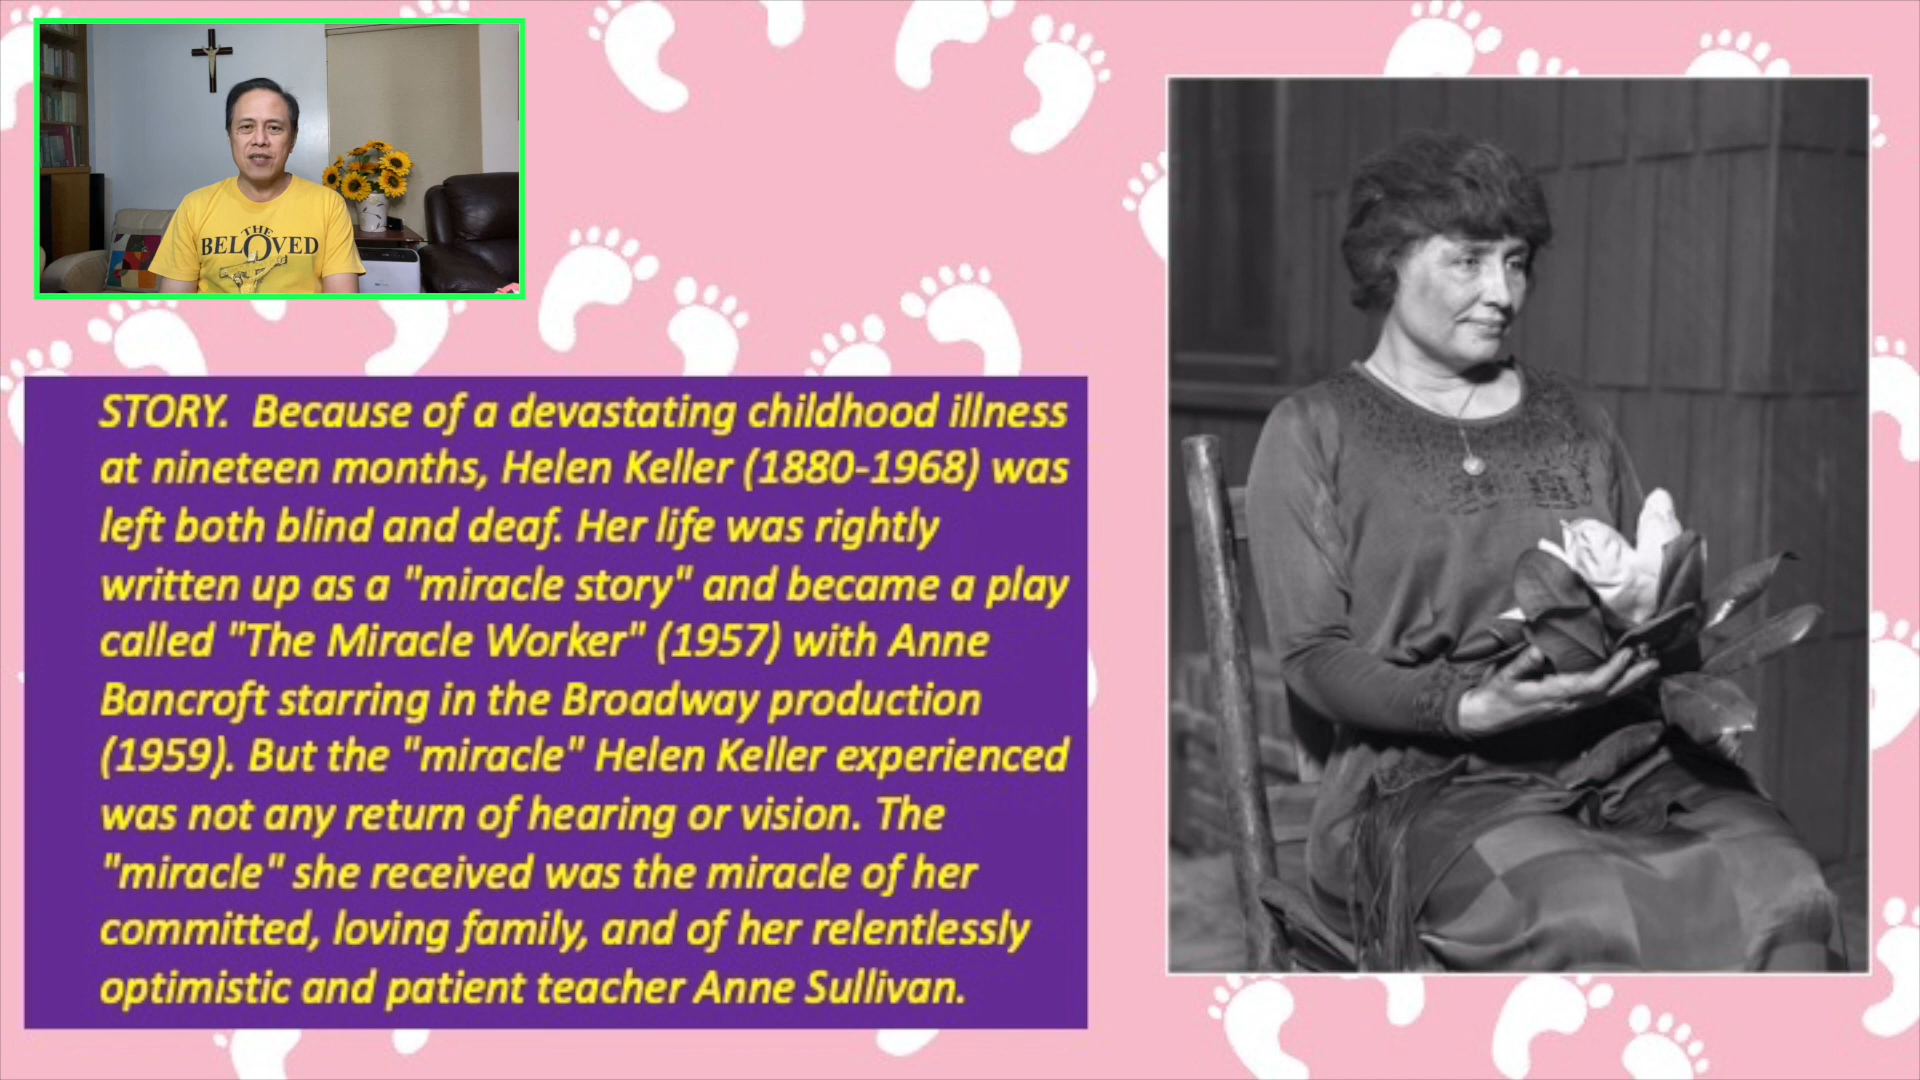 THE
BELOVED
STORY. Because of a devastating childhood illness
at nineteen months, Helen Keller (1880-1968) was
left both blind and deaf. Her life was rightly
written up as a "miracle story" and became a play
called "The Miracle Worker" (1957) with Anne
Bancroft starring in the Broadway production
(1959). But the "miracle" Helen Keller experienced
was not any return of hearing or vision. The
"miracle" she received was the miracle of her
committed, loving family, and of her relentlessly
optimistic and patient teacher Anne Sullivan.